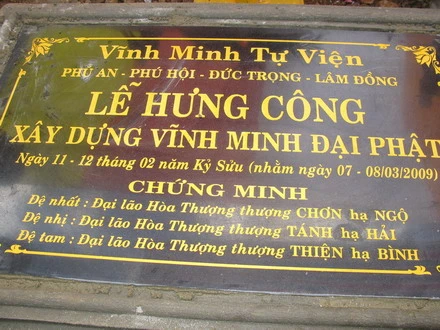 Vĩnh Minh Tự Viện
PHÚ AN - PHÚ HỘI - ĐỨC TRỌNG - LÂM ĐỒNG
LỄ HƯNG CÔNG
XÂY DỰNG VĨNH MINH ĐẠI PHẬT
Ngày 11 - 12 tháng 02 năm Kỷ Sửu (nhằm ngày 07 - 08/03/2009)
CHỨNG MINH
Đệ nhất : Đại lão Hòa Thượng thượng CHƠN hạ NGỘ
Đệ nhị : Đại lão Hòa Thượng thượng TÁNH hạ HẢI
Đệ tam : Đại lão Hòa Thượng thượng THIỆN hạ BÌNH